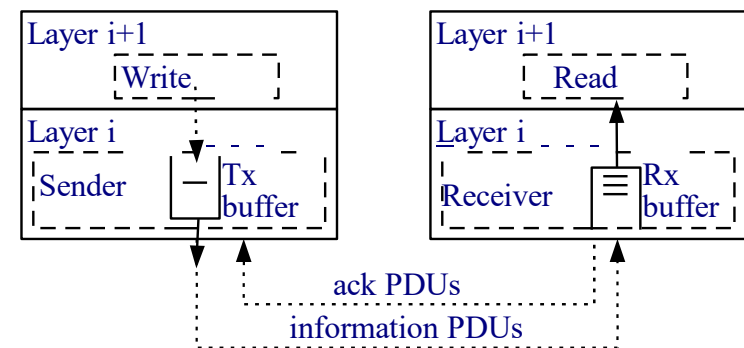 Layer i+1
Write
Layer i
Sender
Tx
buffer
Layer i+1
Read
Layer i
Receiver
Rx
buffer
ack PDUs
information PDUs